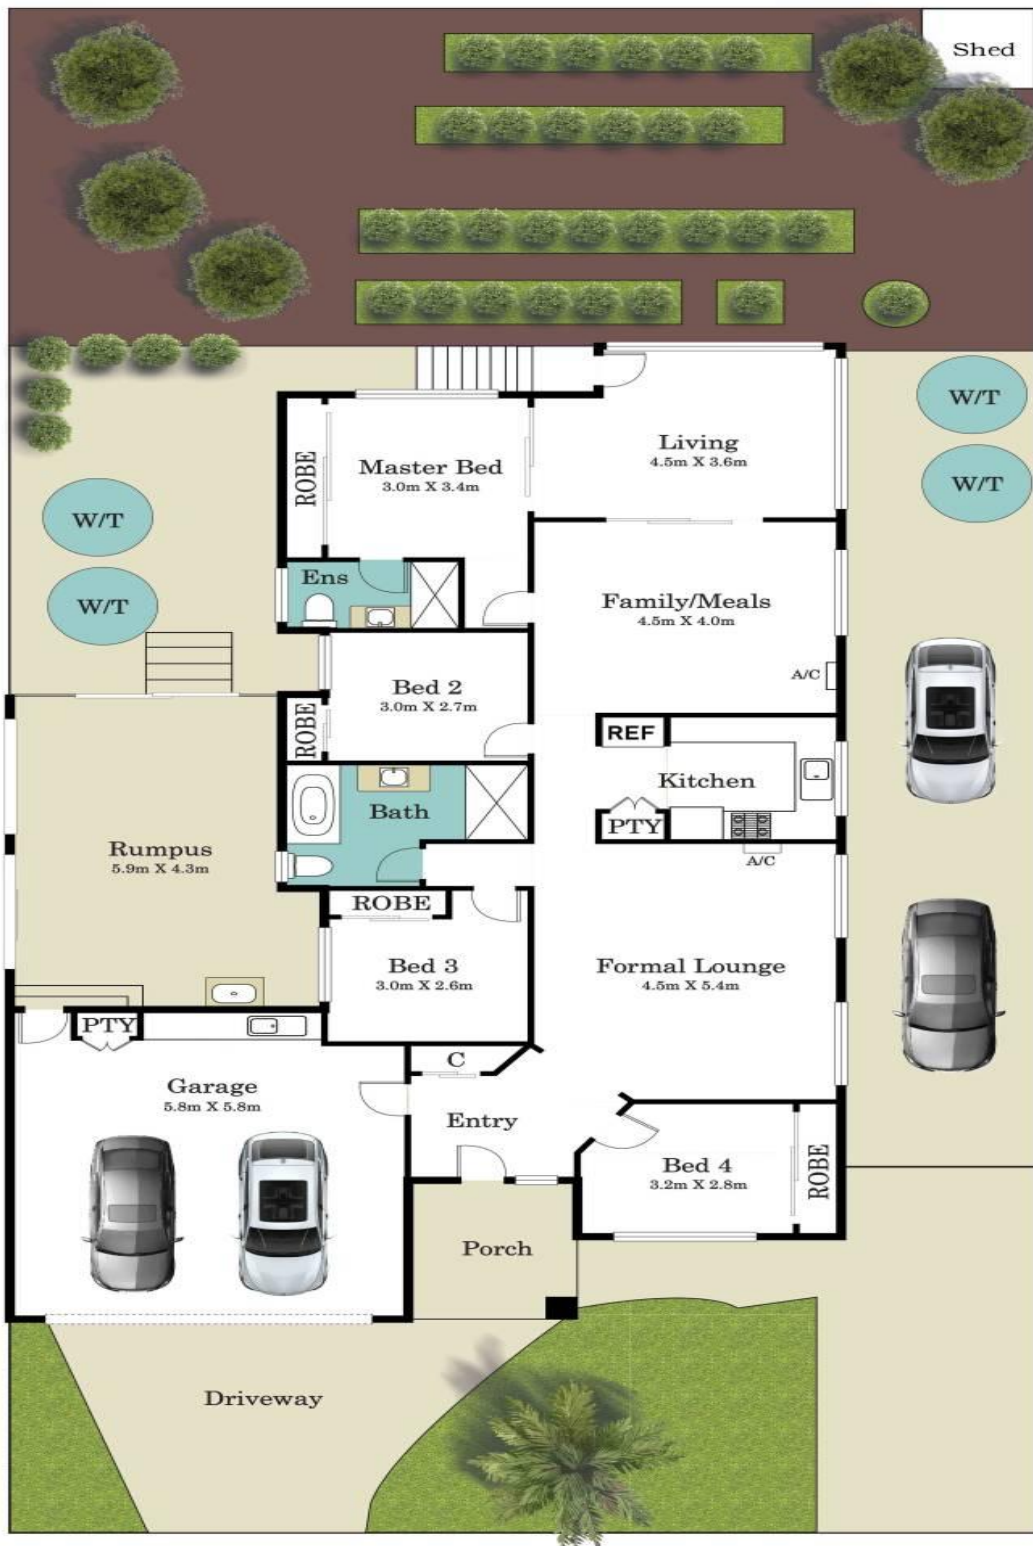 Shed
Living
4.5m X 3.6m
W/T
W/T
ROBE
Master Bed
3.0m X 3.4m
W/T
W/T
Ens
Family/Meals
4.5m X 4.0m
A/C
Bed 2
3.0m X 2.7m
ROBE
REF
Kitchen
PTY
A/C
Bath
Rumpus
5.9m X 4.3m
ROBE
Bed 3
3.0m X 2.6m
Formal Lounge
4.5m X 5.4m
PTY
C
Garage
5.8m X 5.8m
Entry
Bed 4
3.2m X 2.8m
ROBE
Porch
Driveway